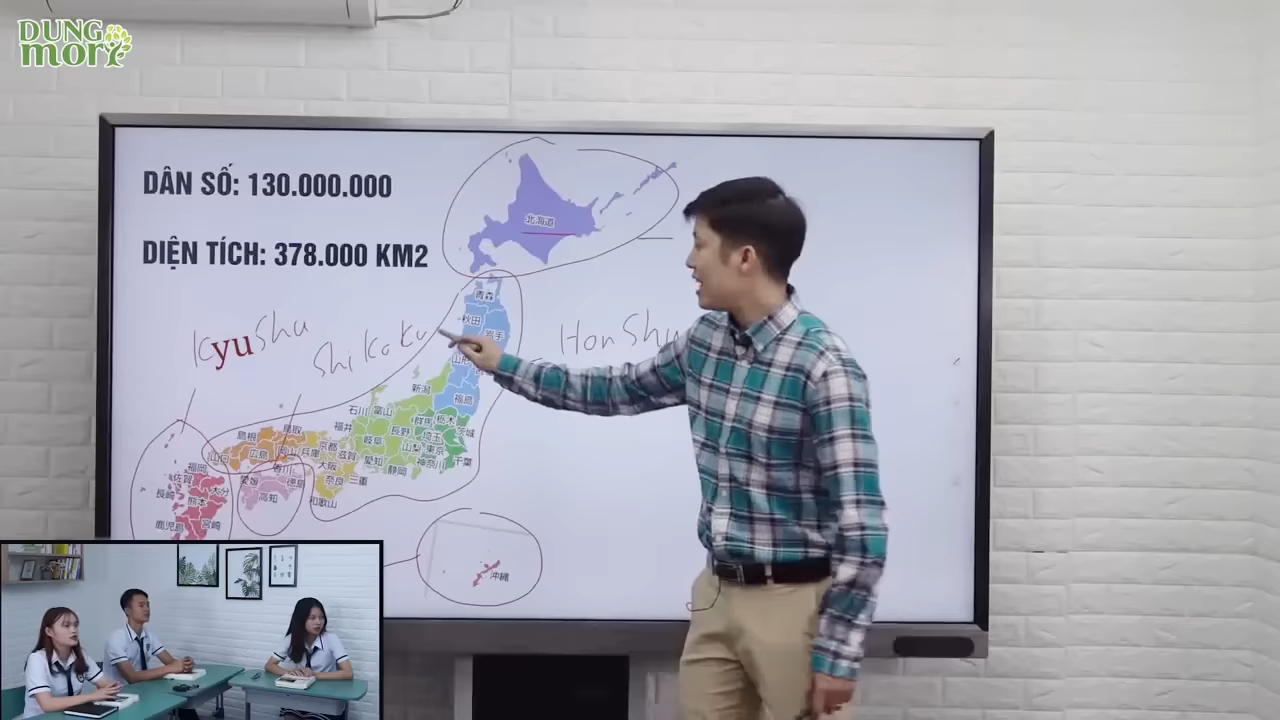 DUNG
mori
DÂN SỐ: 130.000.000
DIỆN TÍCH: 378.000 KM2
北海道
青森
秋田
岩手
Kyushu
Shikoku
Honshu
新潟
福島
石川
富山
群馬
栃木
島根
鳥取
福井
長野
埼玉
茨城
山口
広島
岡山
兵庫
京都
滋賀
岐阜
山梨
東京
大阪
愛知
静岡
神奈川
千葉
福岡
香川
佐賀
大分
愛媛
徳島
奈良
三重
長崎
熊本
高知
和歌山
鹿児島
宮崎
沖縄